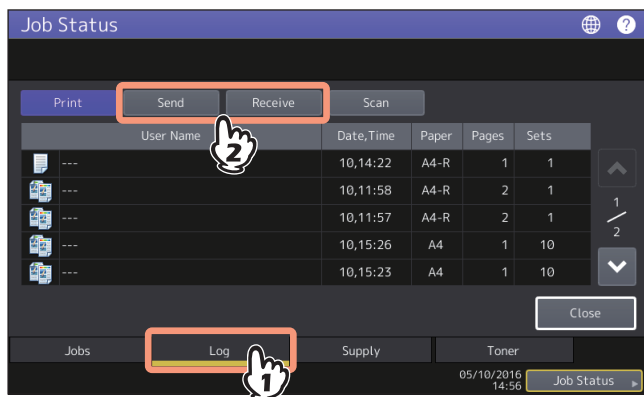 Job Status ?
Print Send Receive Scan
User Name Date,Time Paper Pages Sets
--- 10,14:22 A4-R 1 1
--- 10,11:58 A4-R 2 1
--- 10,11:57 A4-R 2 1
--- 10,15:26 A4 1 10
--- 10,15:23 A4 1 10
1
2
2
Close
Jobs Log Supply Toner
1
05/10/2016
14:56 Job Status